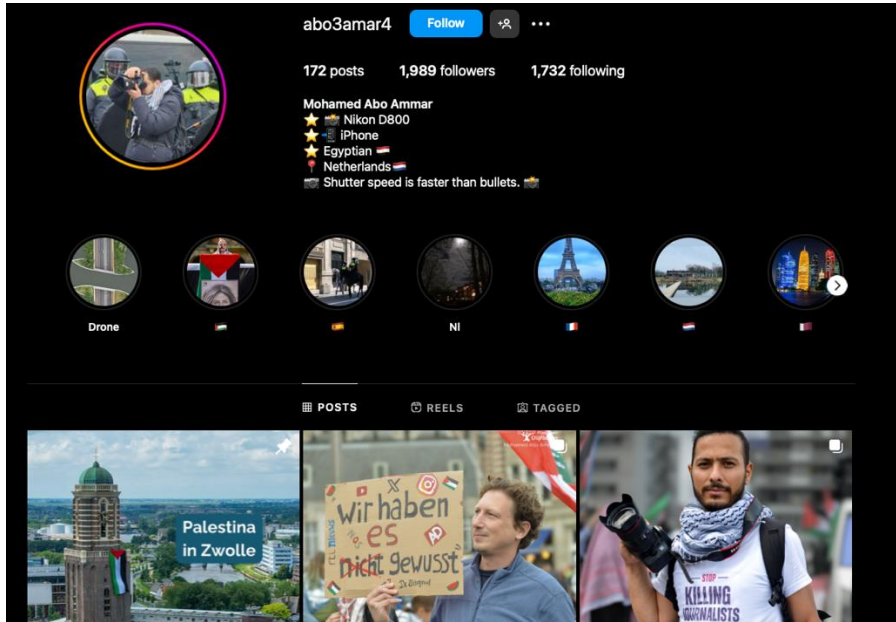 abo3amar4 Follow
172 posts 1,989 followers 1,732 following
Mohamed Abo Ammar
⭐ 📸 Nikon D800
⭐ 📲 iPhone
⭐ Egyptian 🇪🇬
📍 Netherlands🇳🇱
📷 Shutter speed is faster than bullets. 📸
Drone 🇵🇸 🇪🇸 Nl 🇫🇷 🇳🇱 🇶🇦
POSTS REELS TAGGED
Palestina
in Zwolle
Wir haben
es
nicht gewusst
STOP
KILLING
JOURNALISTS